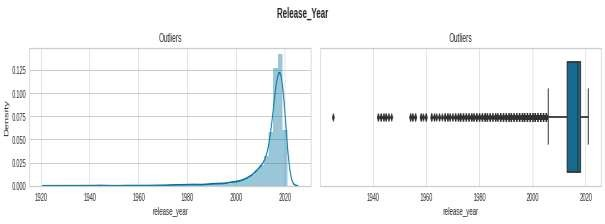 Release_Year
Outliers
Outliers
Density
0.125
0.100
0.075
0.050
0.025
0.000
1920 1940 1960 1980 2000 2020
1940 1960 1980 2000 2020
release_year
release_year